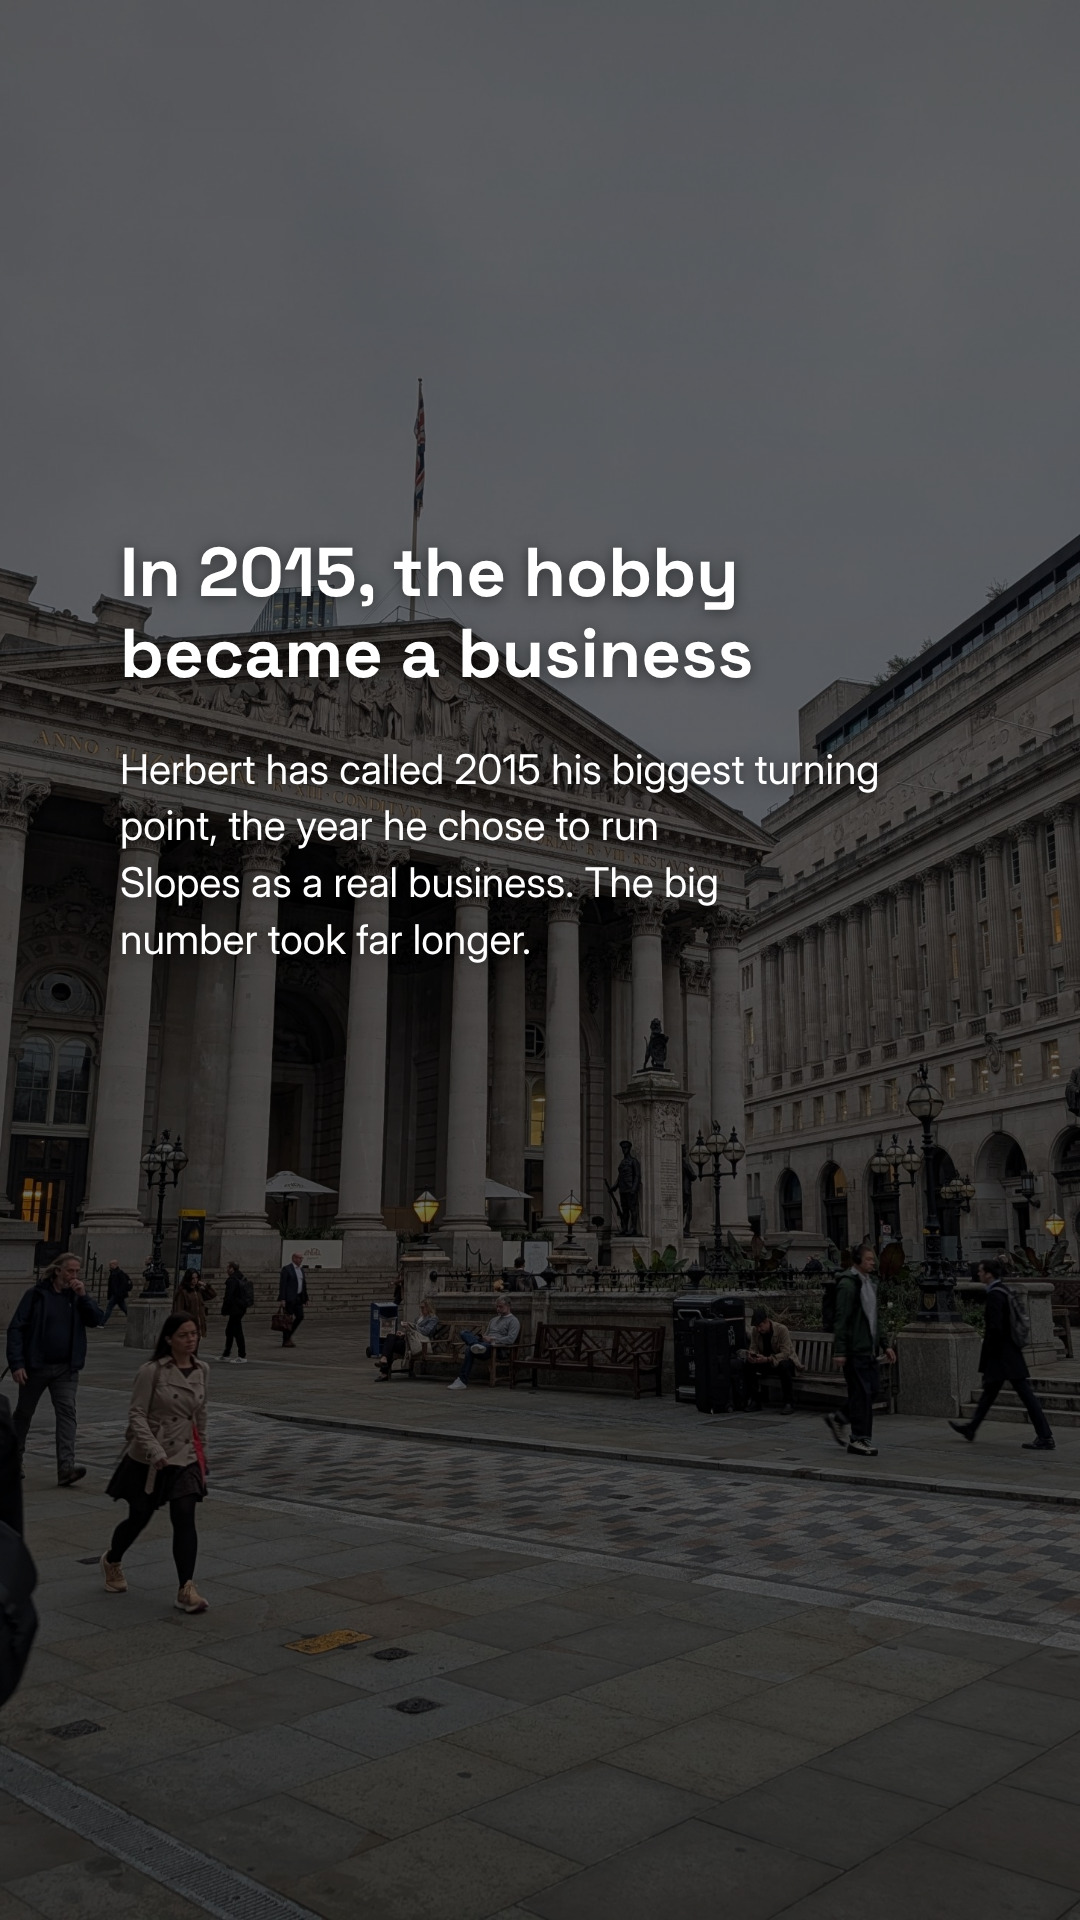 In 2015, the hobby
became a business
Herbert has called 2015 his biggest turning
point, the year he chose to run
Slopes as a real business. The big
number took far longer.
ANNO